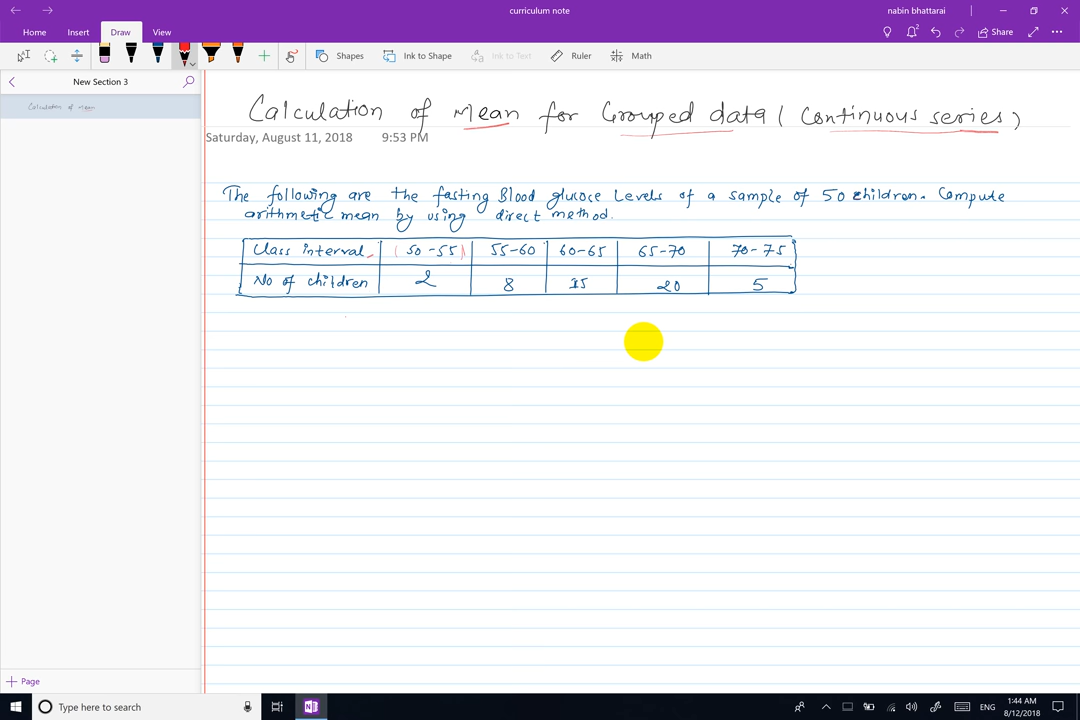 curriculum note
nabin bhattarai
Home Insert Draw View
Share
Shapes Ink to Shape Ink to Text Ruler Math
New Section 3
Calculation of Mean
Calculation of Mean for Grouped data ( Continuous series )
Saturday, August 11, 2018 9:53 PM
The following are the fasting Blood glucose Levels of a sample of 50 children. Compute
arithmetic mean by using direct method.
Class interval 50-55 55-60 60-65 65-70 70-75
No of children 2 8 15 20 5
+ Page
Type here to search
ENG
1:44 AM
8/12/2018